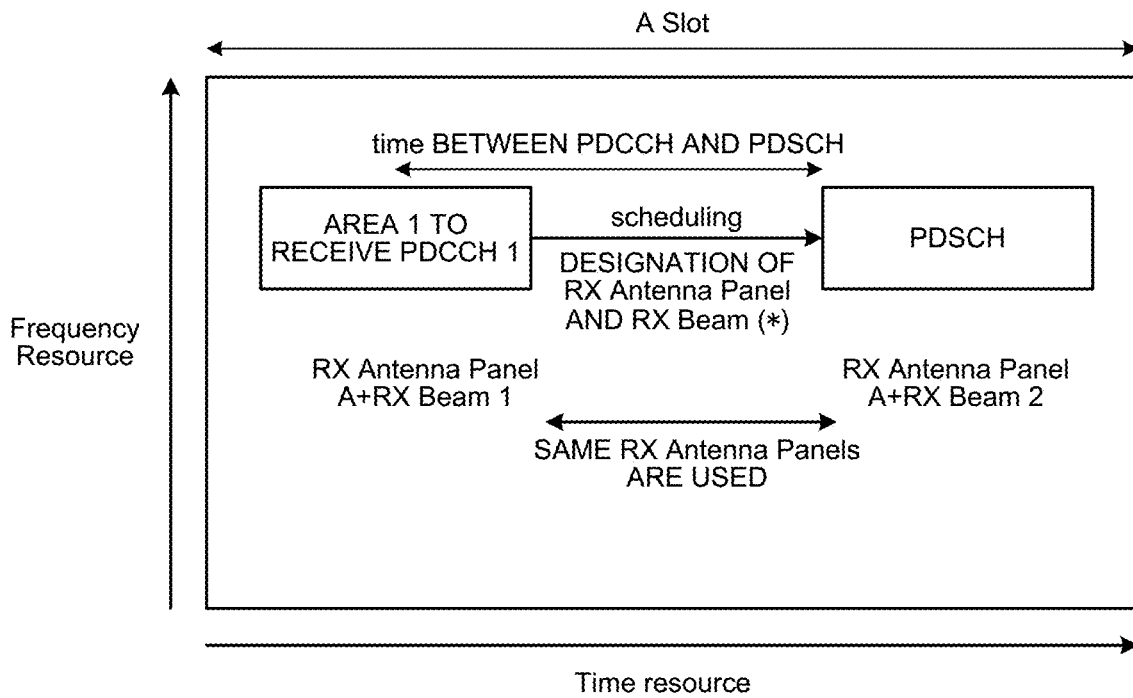 A Slot
time BETWEEN PDCCH AND PDSCH
AREA 1 TO
RECEIVE PDCCH 1
scheduling
DESIGNATION OF
RX Antenna Panel
AND RX Beam (*)
PDSCH
Frequency
Resource
RX Antenna Panel
A+RX Beam 1
RX Antenna Panel
A+RX Beam 2
SAME RX Antenna Panels
ARE USED
Time resource